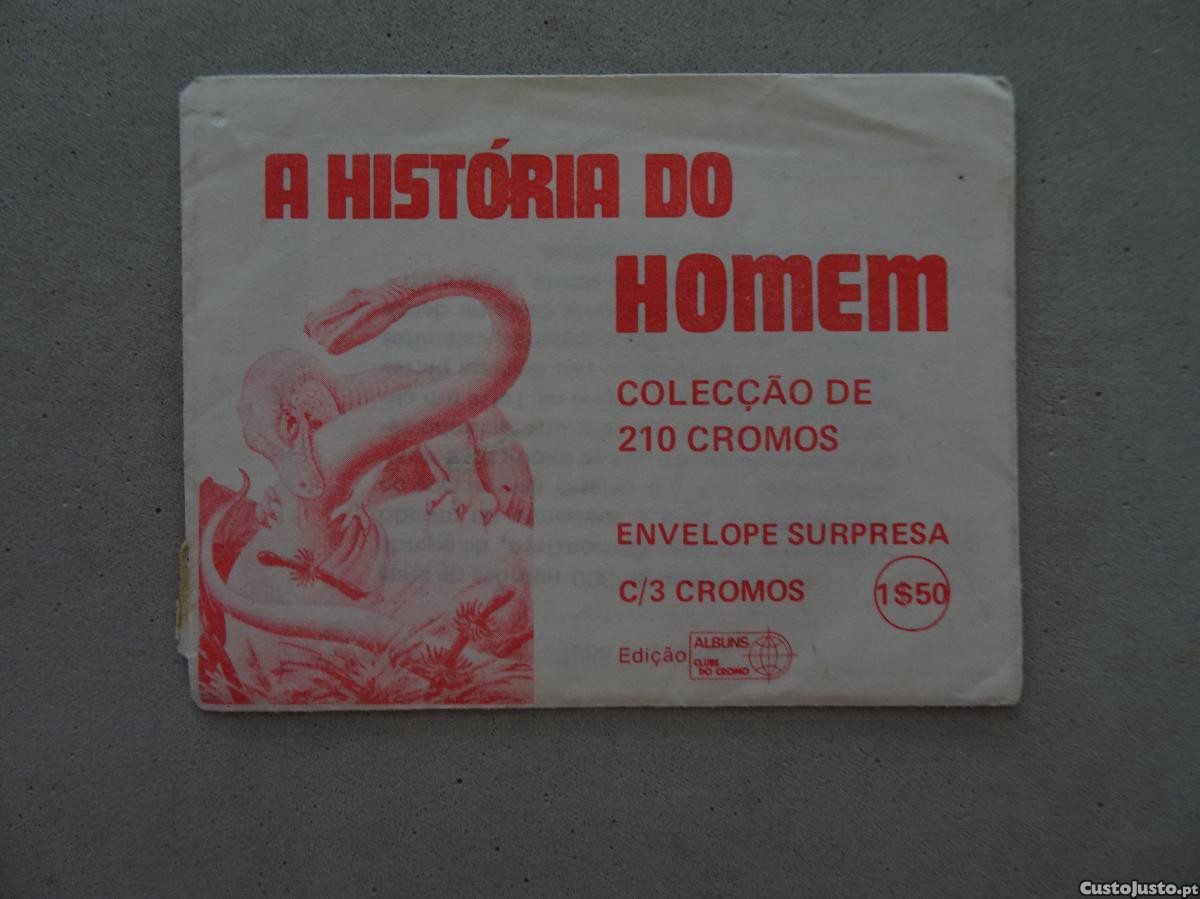 A HISTÓRIA DO
HOMEM
COLECÇÃO DE
210 CROMOS
ENVELOPE SURPRESA
C/3 CROMOS 1$50
Edição ALBUNS
CLUBE
DO CROMO
CustoJusto.pt